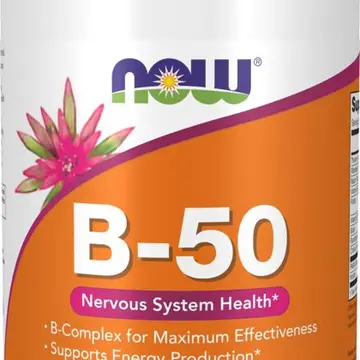 NOW®
B-50
Nervous System Health*
• B-Complex for Maximum Effectiveness
• Supports Energy Production*